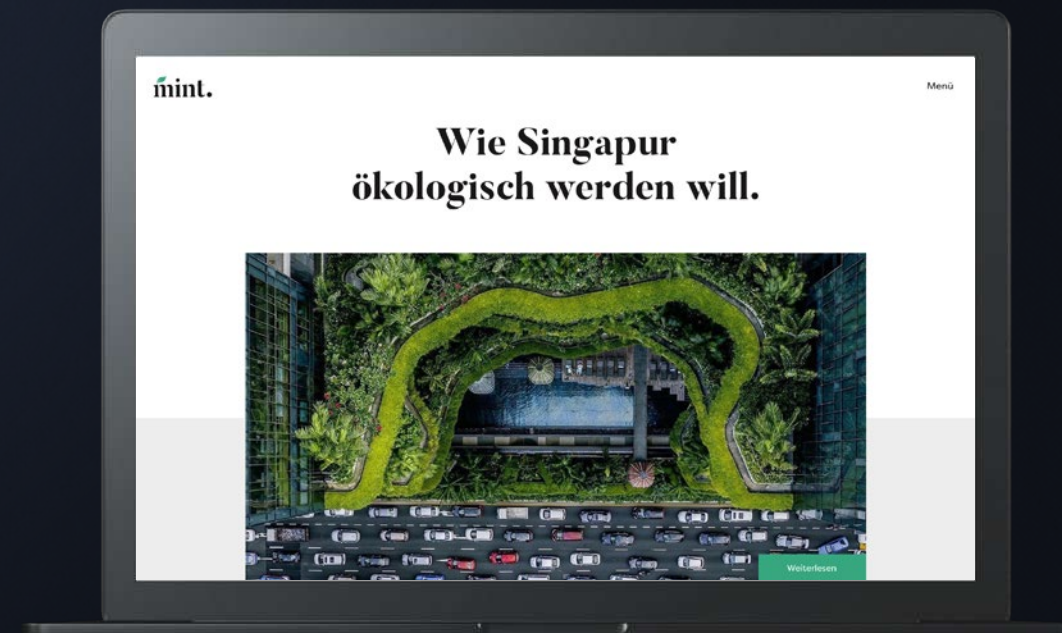 mint.
Menü
Wie Singapur
ökologisch werden will.
Weiterlesen